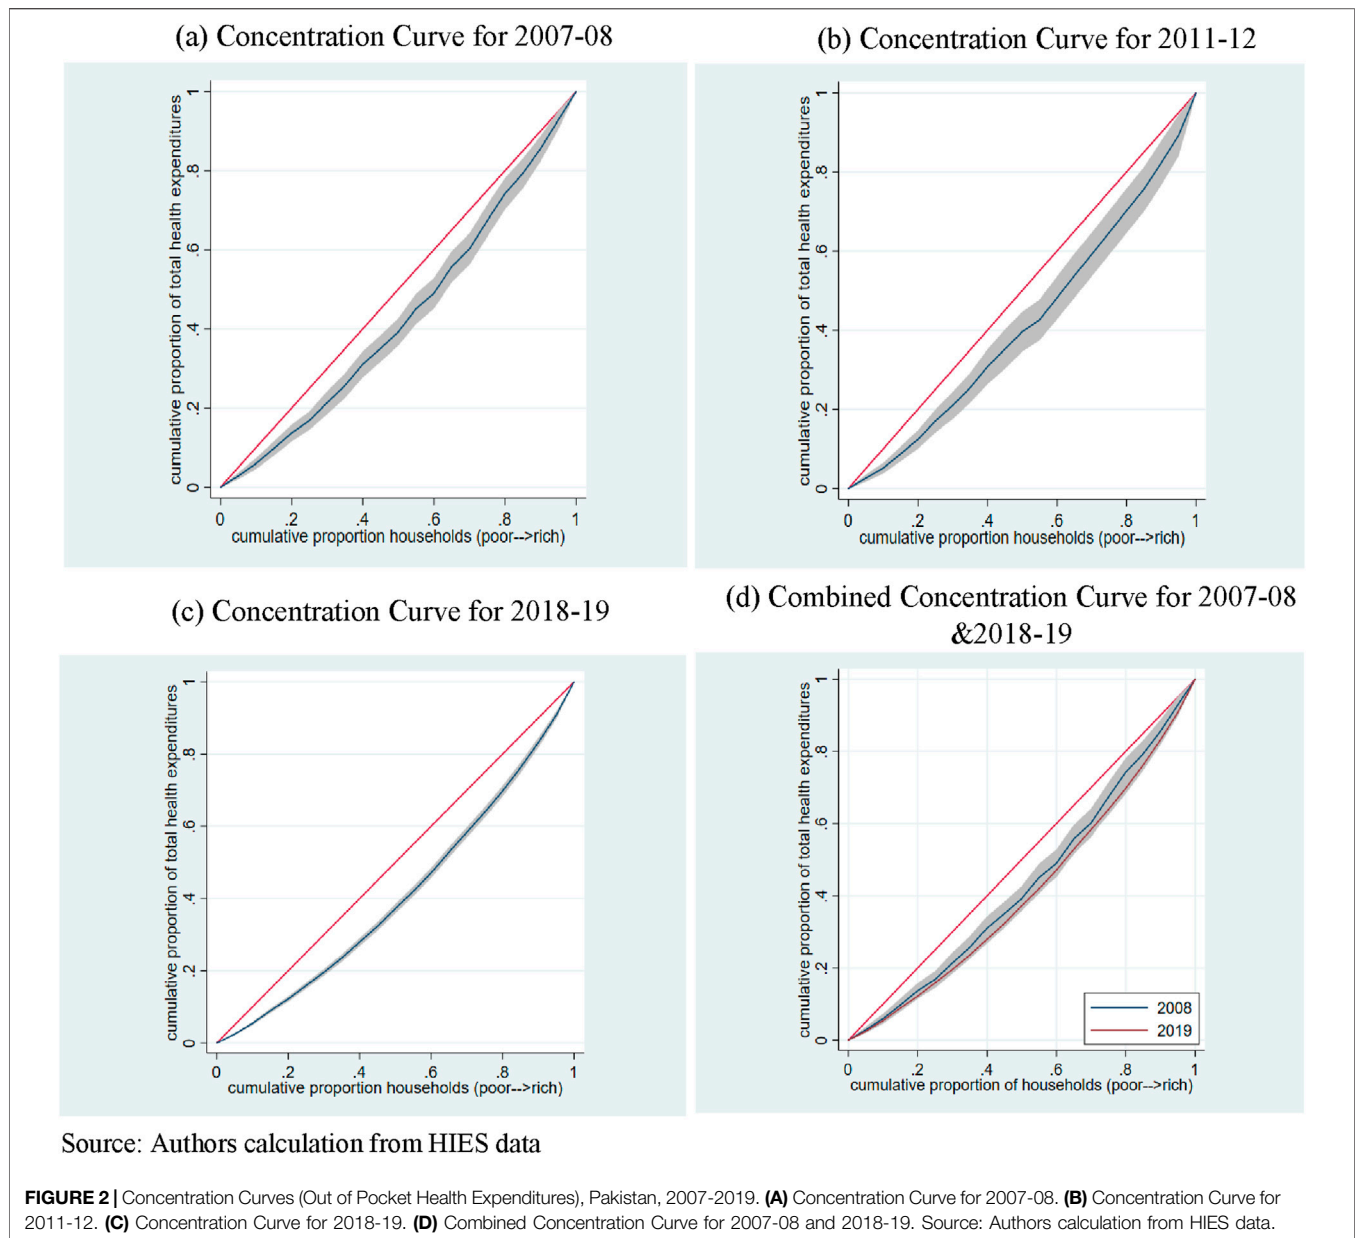 (a) Concentration Curve for 2007-08
cumulative proportion of total health expenditures
1
.8
.6
.4
.2
0
0 .2 .4 .6 .8 1
cumulative proportion households (poor-->rich)
(b) Concentration Curve for 2011-12
cumulative proportion of total health expenditures
1
.8
.6
.4
.2
0
0 .2 .4 .6 .8 1
cumulative proportion households (poor-->rich)
(c) Concentration Curve for 2018-19
cumulative proportion of total health expenditures
1
.8
.6
.4
.2
0
0 .2 .4 .6 .8 1
cumulative proportion households (poor-->rich)
(d) Combined Concentration Curve for 2007-08
&2018-19
cumulative proportion of total health expenditures
1
.8
.6
.4
.2
0
2008
2019
0 .2 .4 .6 .8 1
cumulative proportion of households (poor-->rich)
Source: Authors calculation from HIES data
FIGURE 2 | Concentration Curves (Out of Pocket Health Expenditures), Pakistan, 2007-2019. (A) Concentration Curve for 2007-08. (B) Concentration Curve for
2011-12. (C) Concentration Curve for 2018-19. (D) Combined Concentration Curve for 2007-08 and 2018-19. Source: Authors calculation from HIES data.